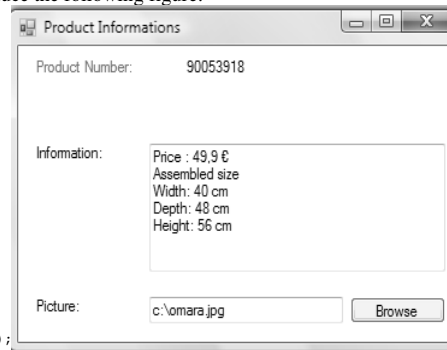 uce the following figure.
Product Informations
Product Number: 90053918
Information:
Price : 49,9 €
Assembled size
Width: 40 cm
Depth: 48 cm
Height: 56 cm
Picture: c:\omara.jpg Browse
);